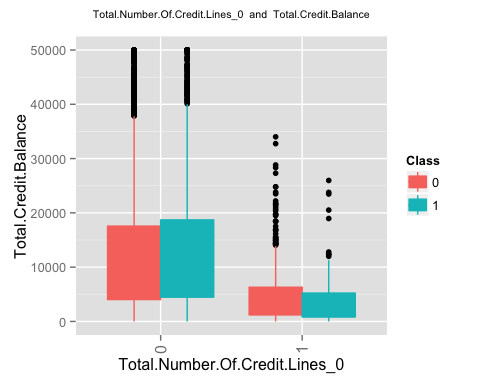 Total.Number.Of.Credit.Lines_0 and Total.Credit.Balance
50000
40000
30000
20000
10000
0
Total.Credit.Balance
0
1
Total.Number.Of.Credit.Lines_0
Class
0
1